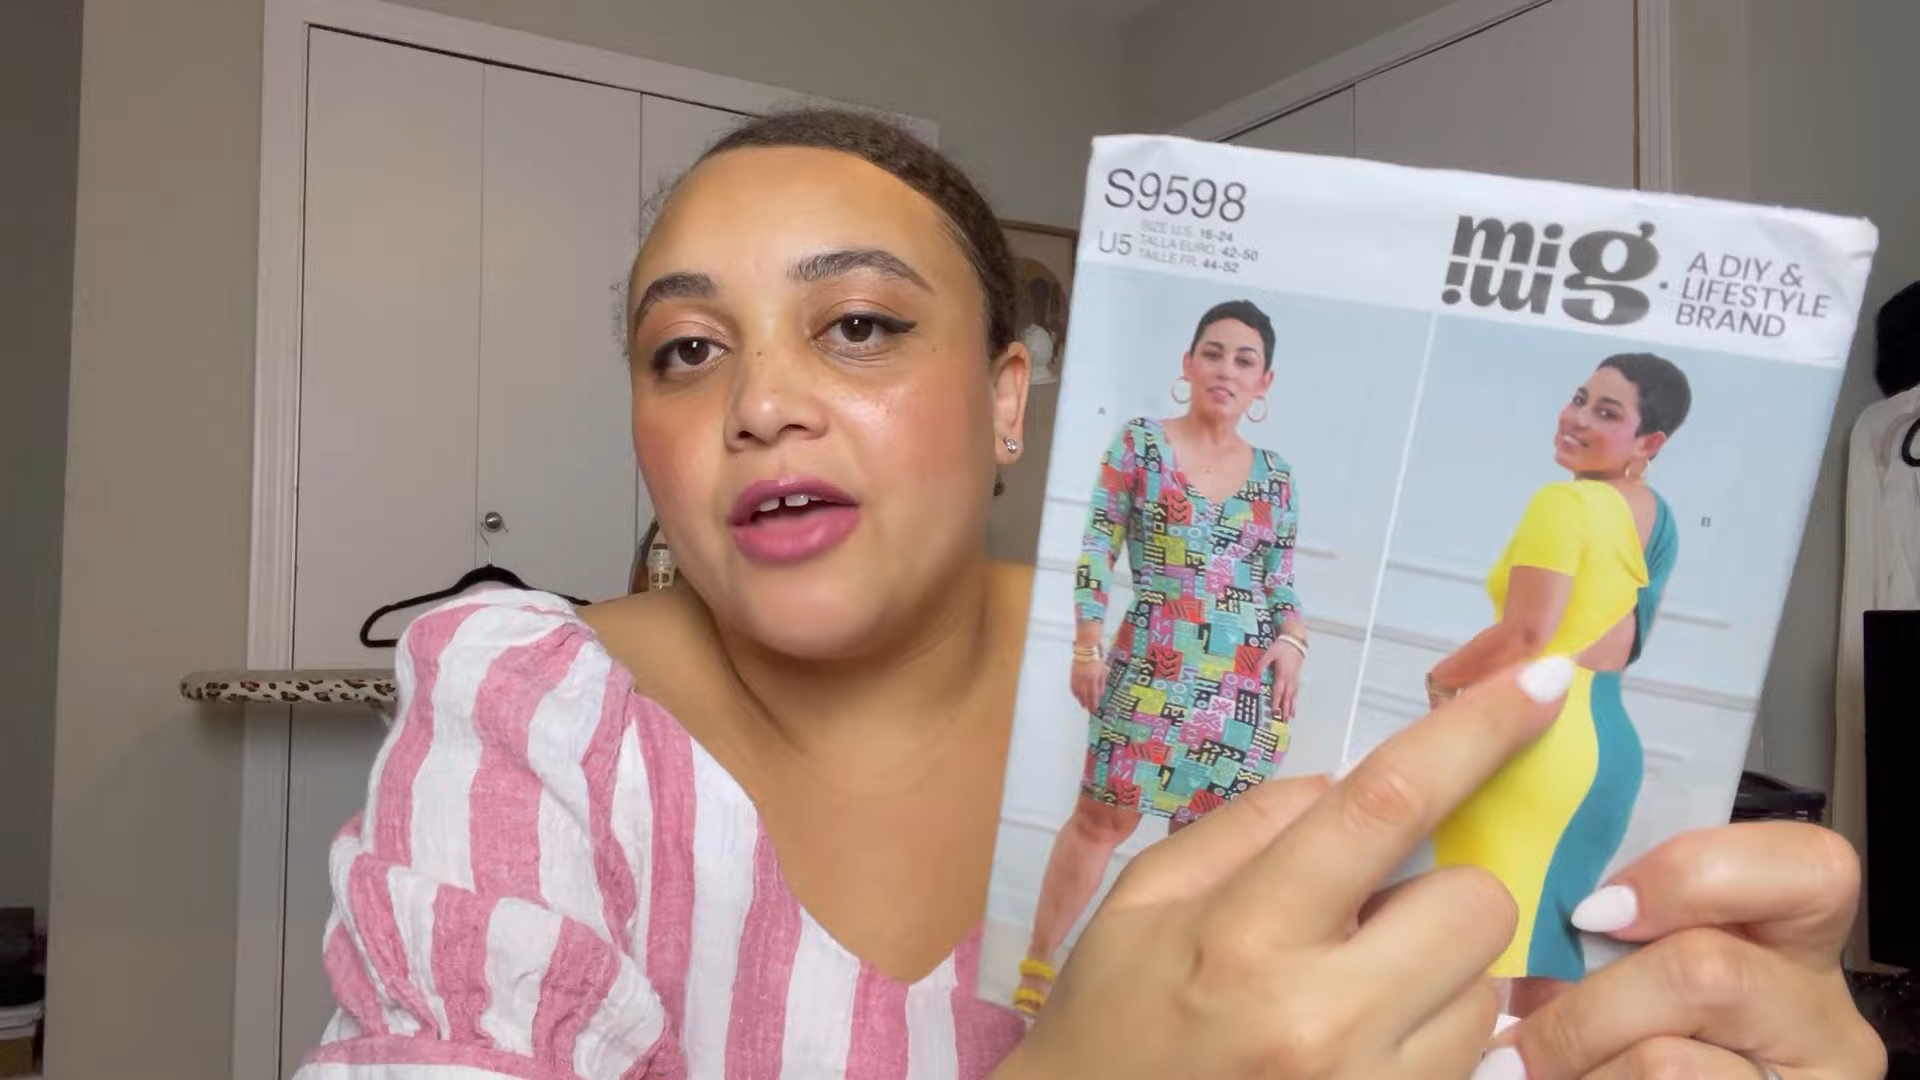 S9598
U5
SIZE U.S. 16-24
TALLA EURO. 42-50
TAILLE FR. 44-52
mimi g.
A DIY &
LIFESTYLE
BRAND
A
B